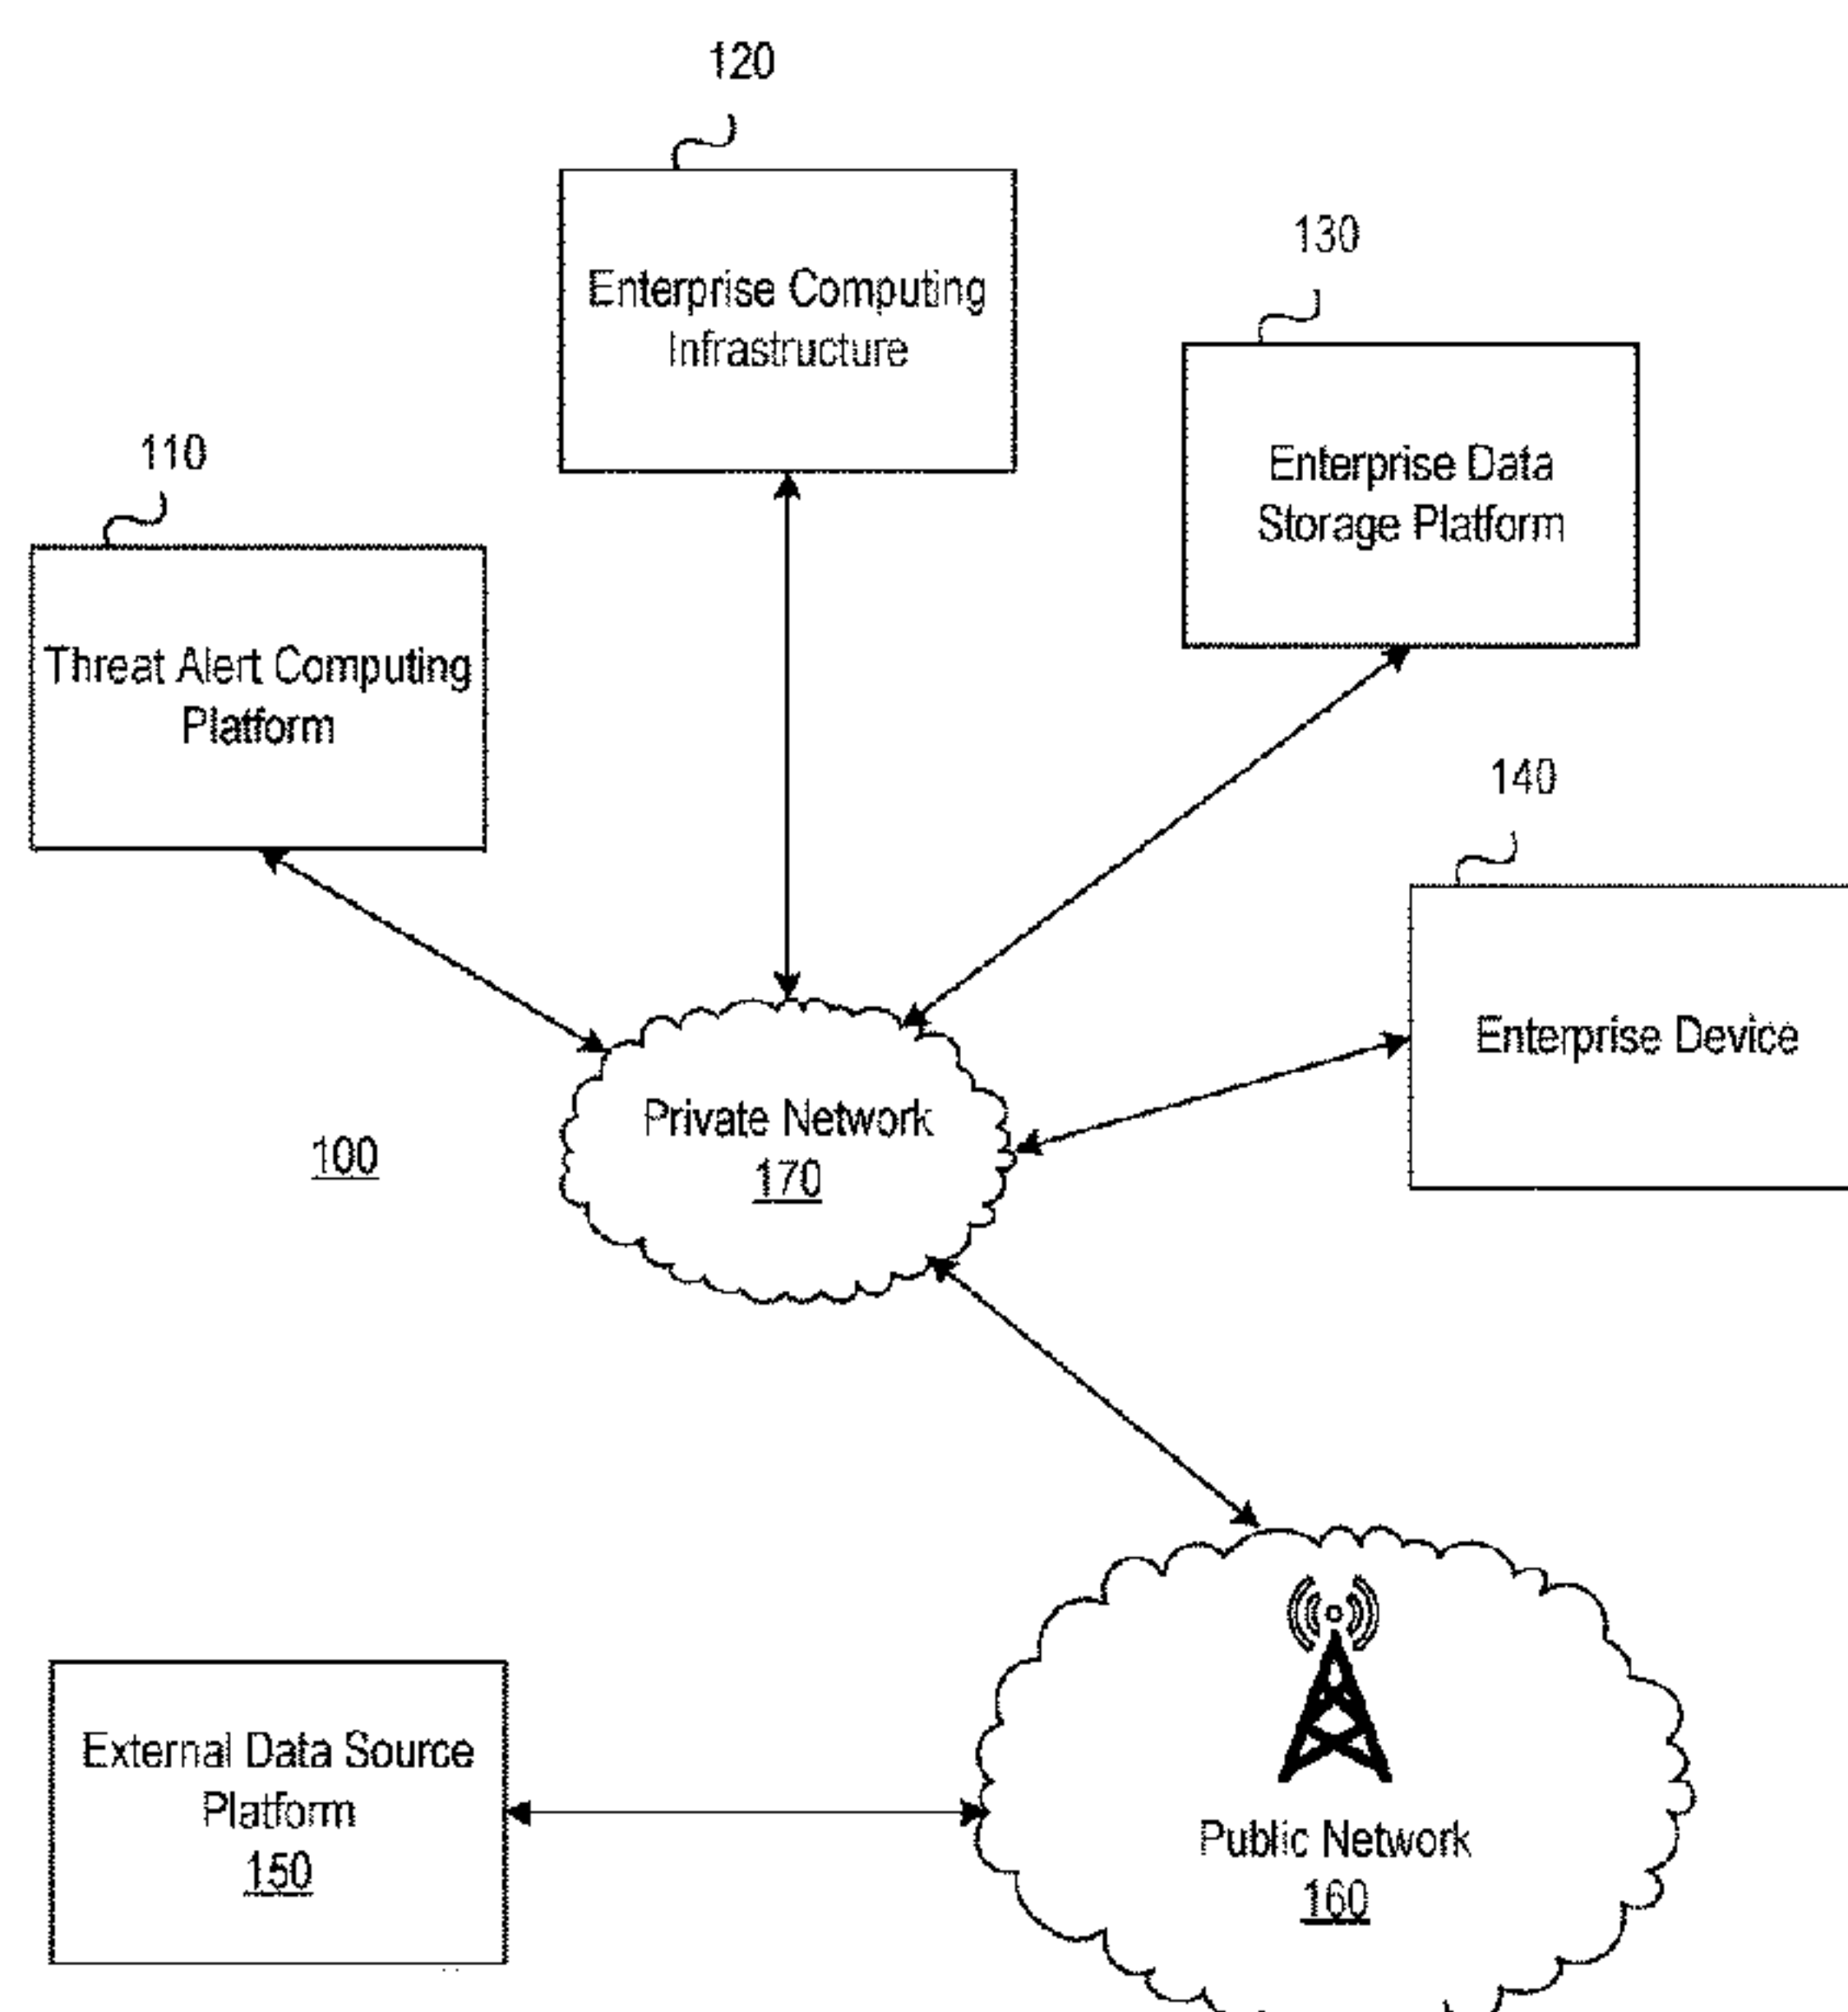 120
Enterprise Computing
Infrastructure
130
Enterprise Data
Storage Platform
110
Threat Alert Computing
Platform
140
Enterprise Device
Private Network
170
100
External Data Source
Platform
150
Public Network
160